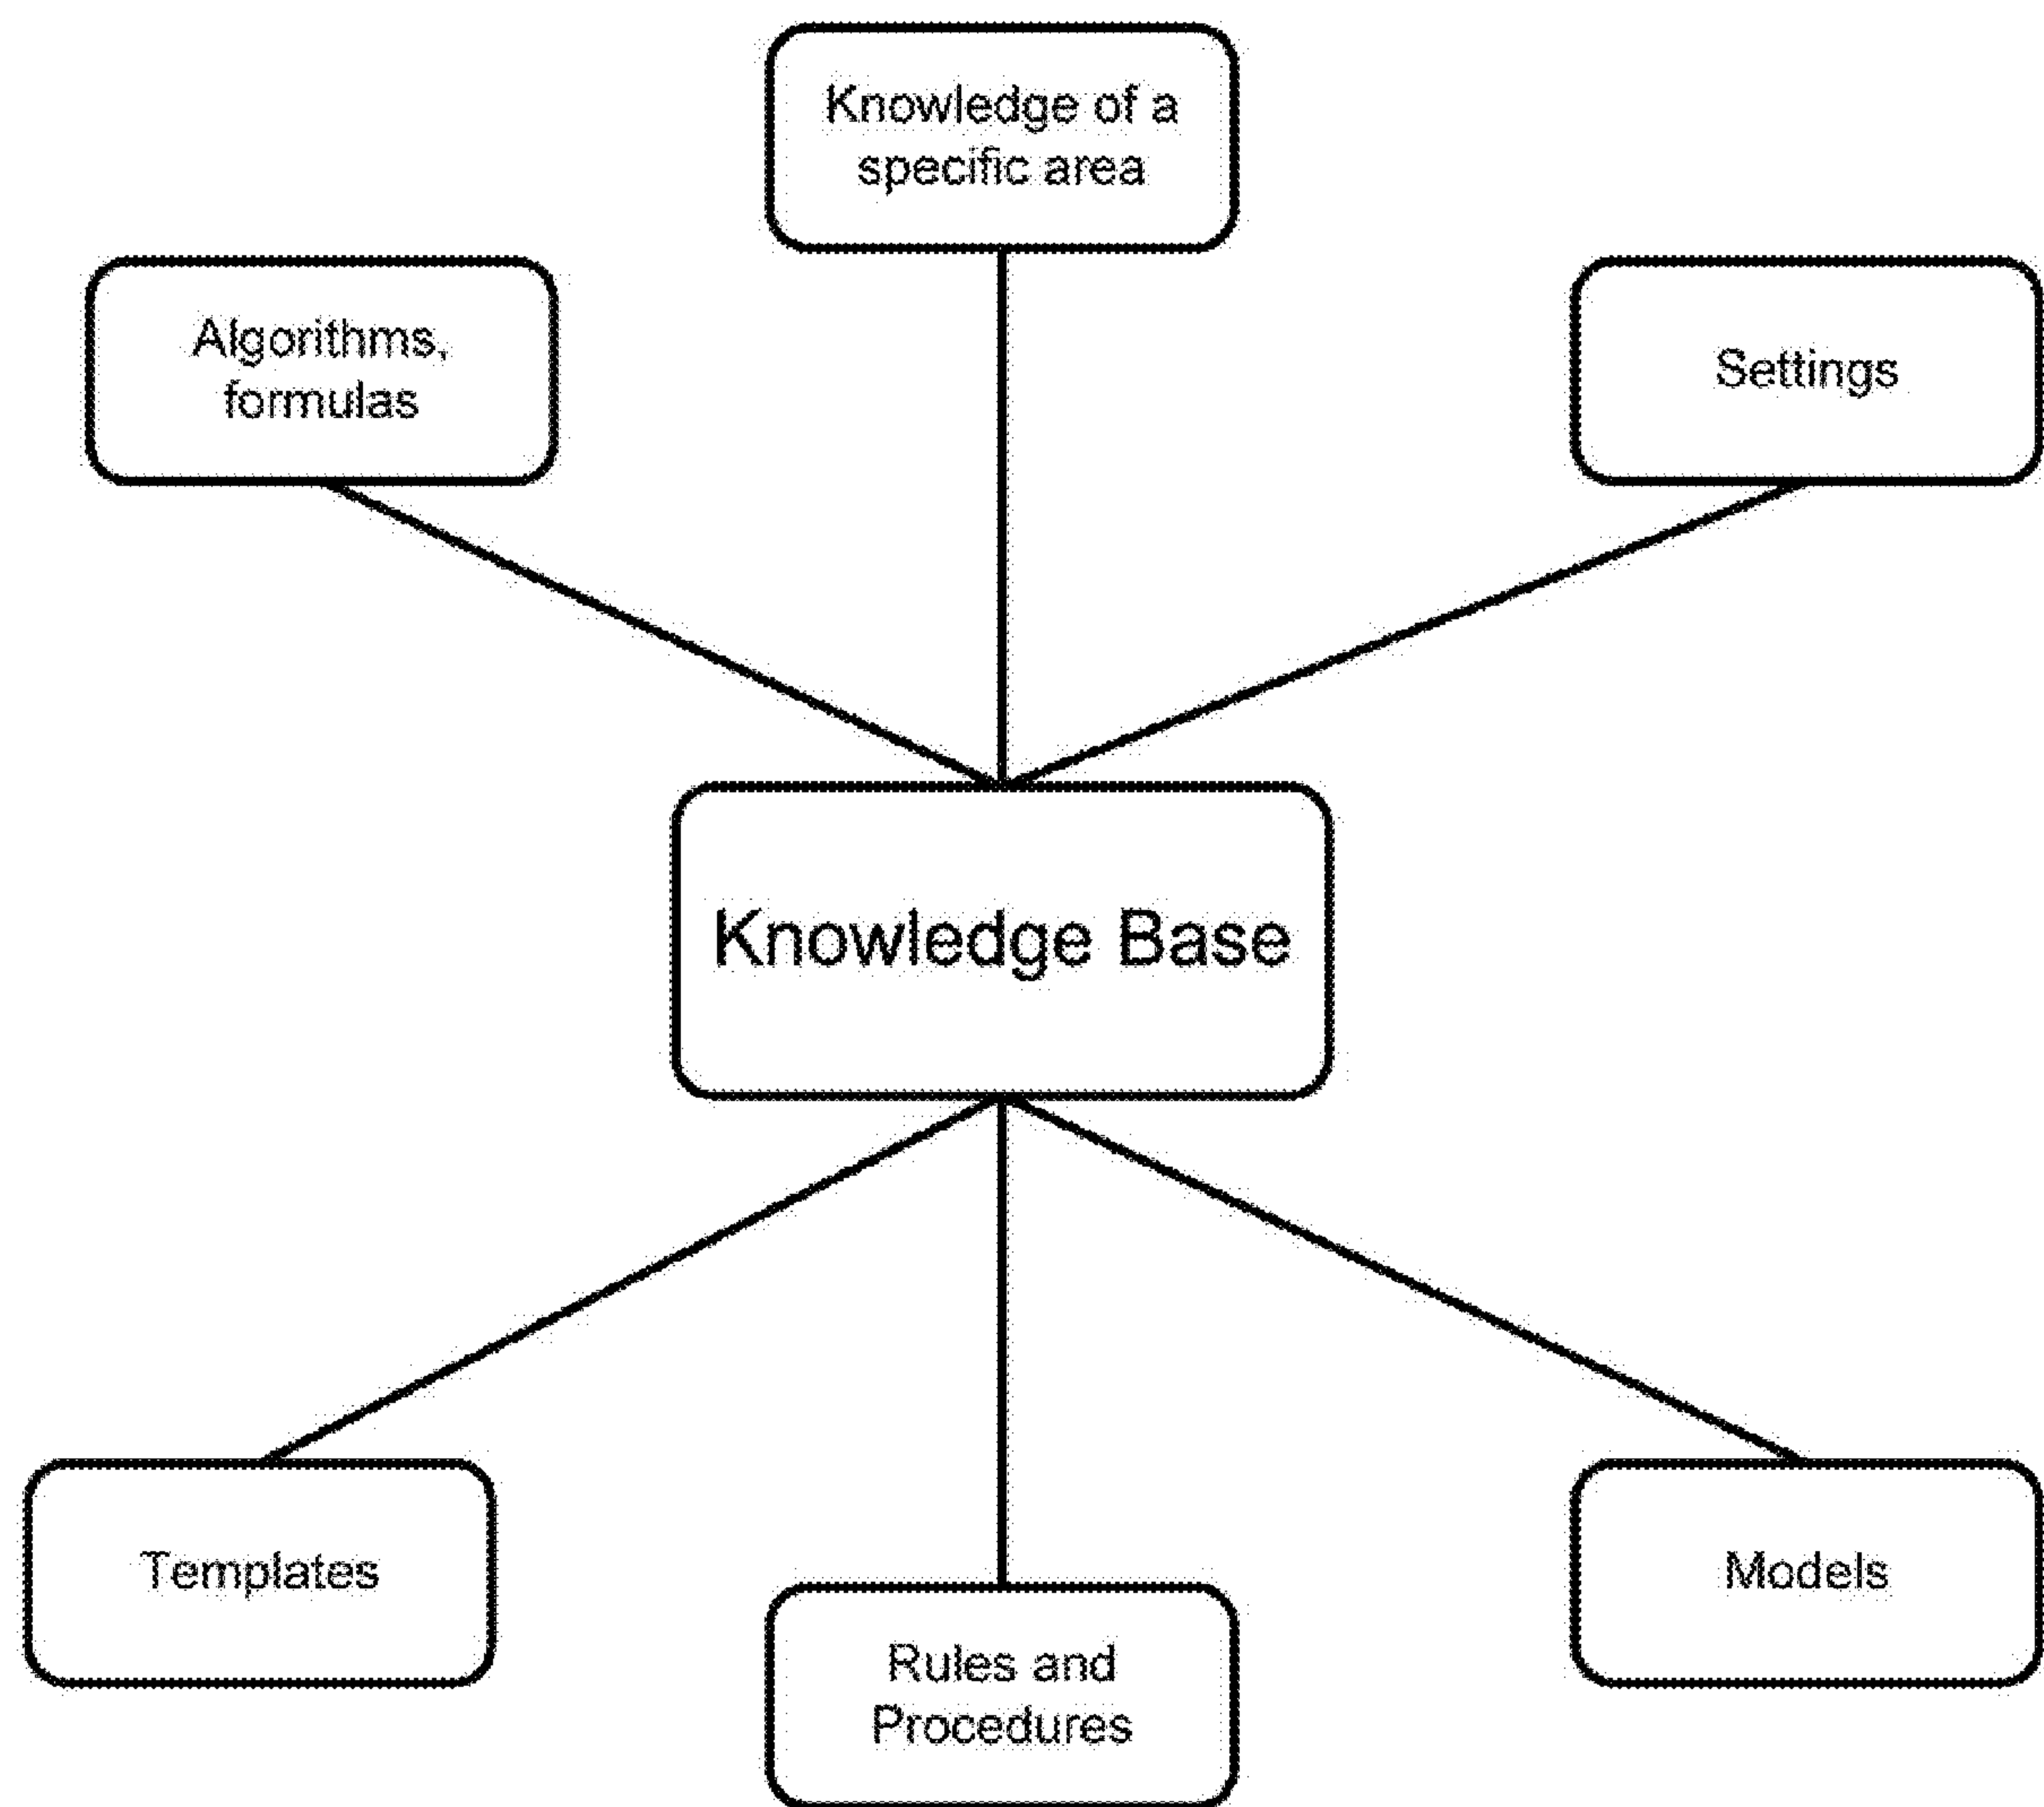 Knowledge of a
specific area
Algorithms,
formulas
Settings
Knowledge Base
Templates
Models
Rules and
Procedures